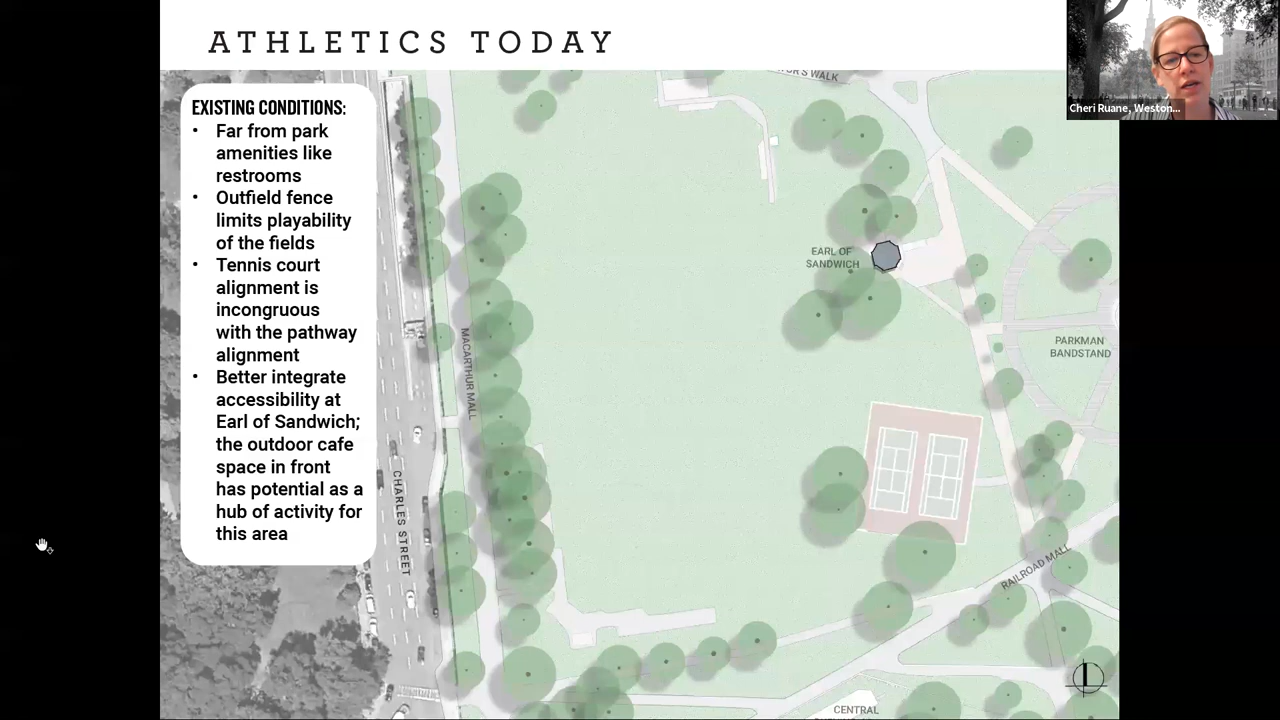 ATHLETICS TODAY
Cheri Ruane, Weston...
EXISTING CONDITIONS:
• Far from park
amenities like
restrooms
• Outfield fence
limits playability
of the fields
• Tennis court
alignment is
incongruous
with the pathway
alignment
• Better integrate
accessibility at
Earl of Sandwich;
the outdoor cafe
space in front
has potential as a
hub of activity for
this area
WALK
EARL OF
SANDWICH
PARKMAN
BANDSTAND
MACARTHUR MALL
CHARLES STREET
RAILROAD MALL
CENTRAL